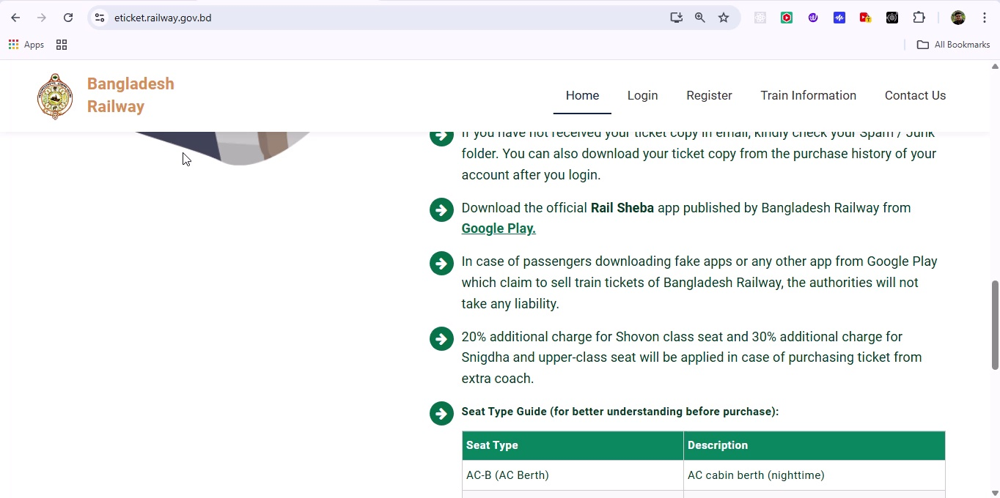 eticket.railway.gov.bd
Apps
All Bookmarks
Bangladesh
Railway
Home
Login
Register
Train Information
Contact Us
If you have not received your ticket copy in email, kindly check your Spam / Junk
folder. You can also download your ticket copy from the purchase history of your
account after you login.
Download the official Rail Sheba app published by Bangladesh Railway from
Google Play.
In case of passengers downloading fake apps or any other app from Google Play
which claim to sell train tickets of Bangladesh Railway, the authorities will not
take any liability.
20% additional charge for Shovon class seat and 30% additional charge for
Snigdha and upper-class seat will be applied in case of purchasing ticket from
extra coach.
Seat Type Guide (for better understanding before purchase):
Seat Type
Description
AC-B (AC Berth)
AC cabin berth (nighttime)